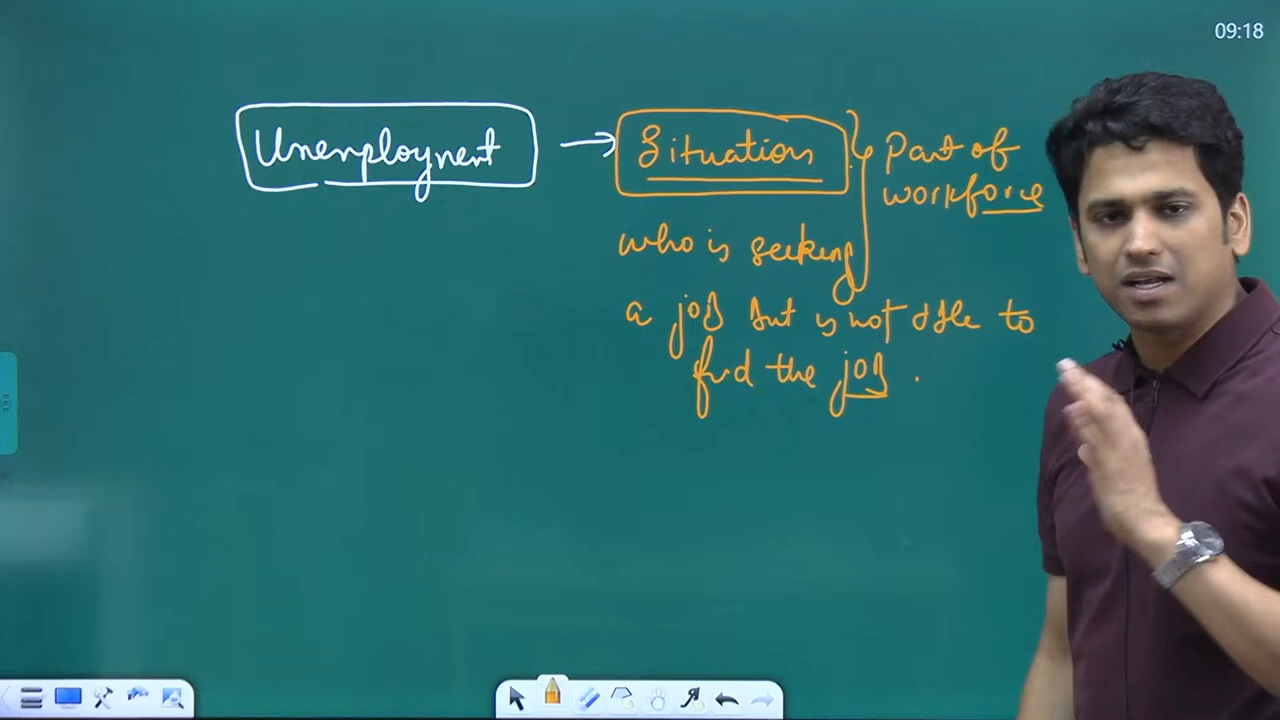 09:18
Unemployment → Situation
Part of
workforce
who is seeking
a job but is not able to
find the job.